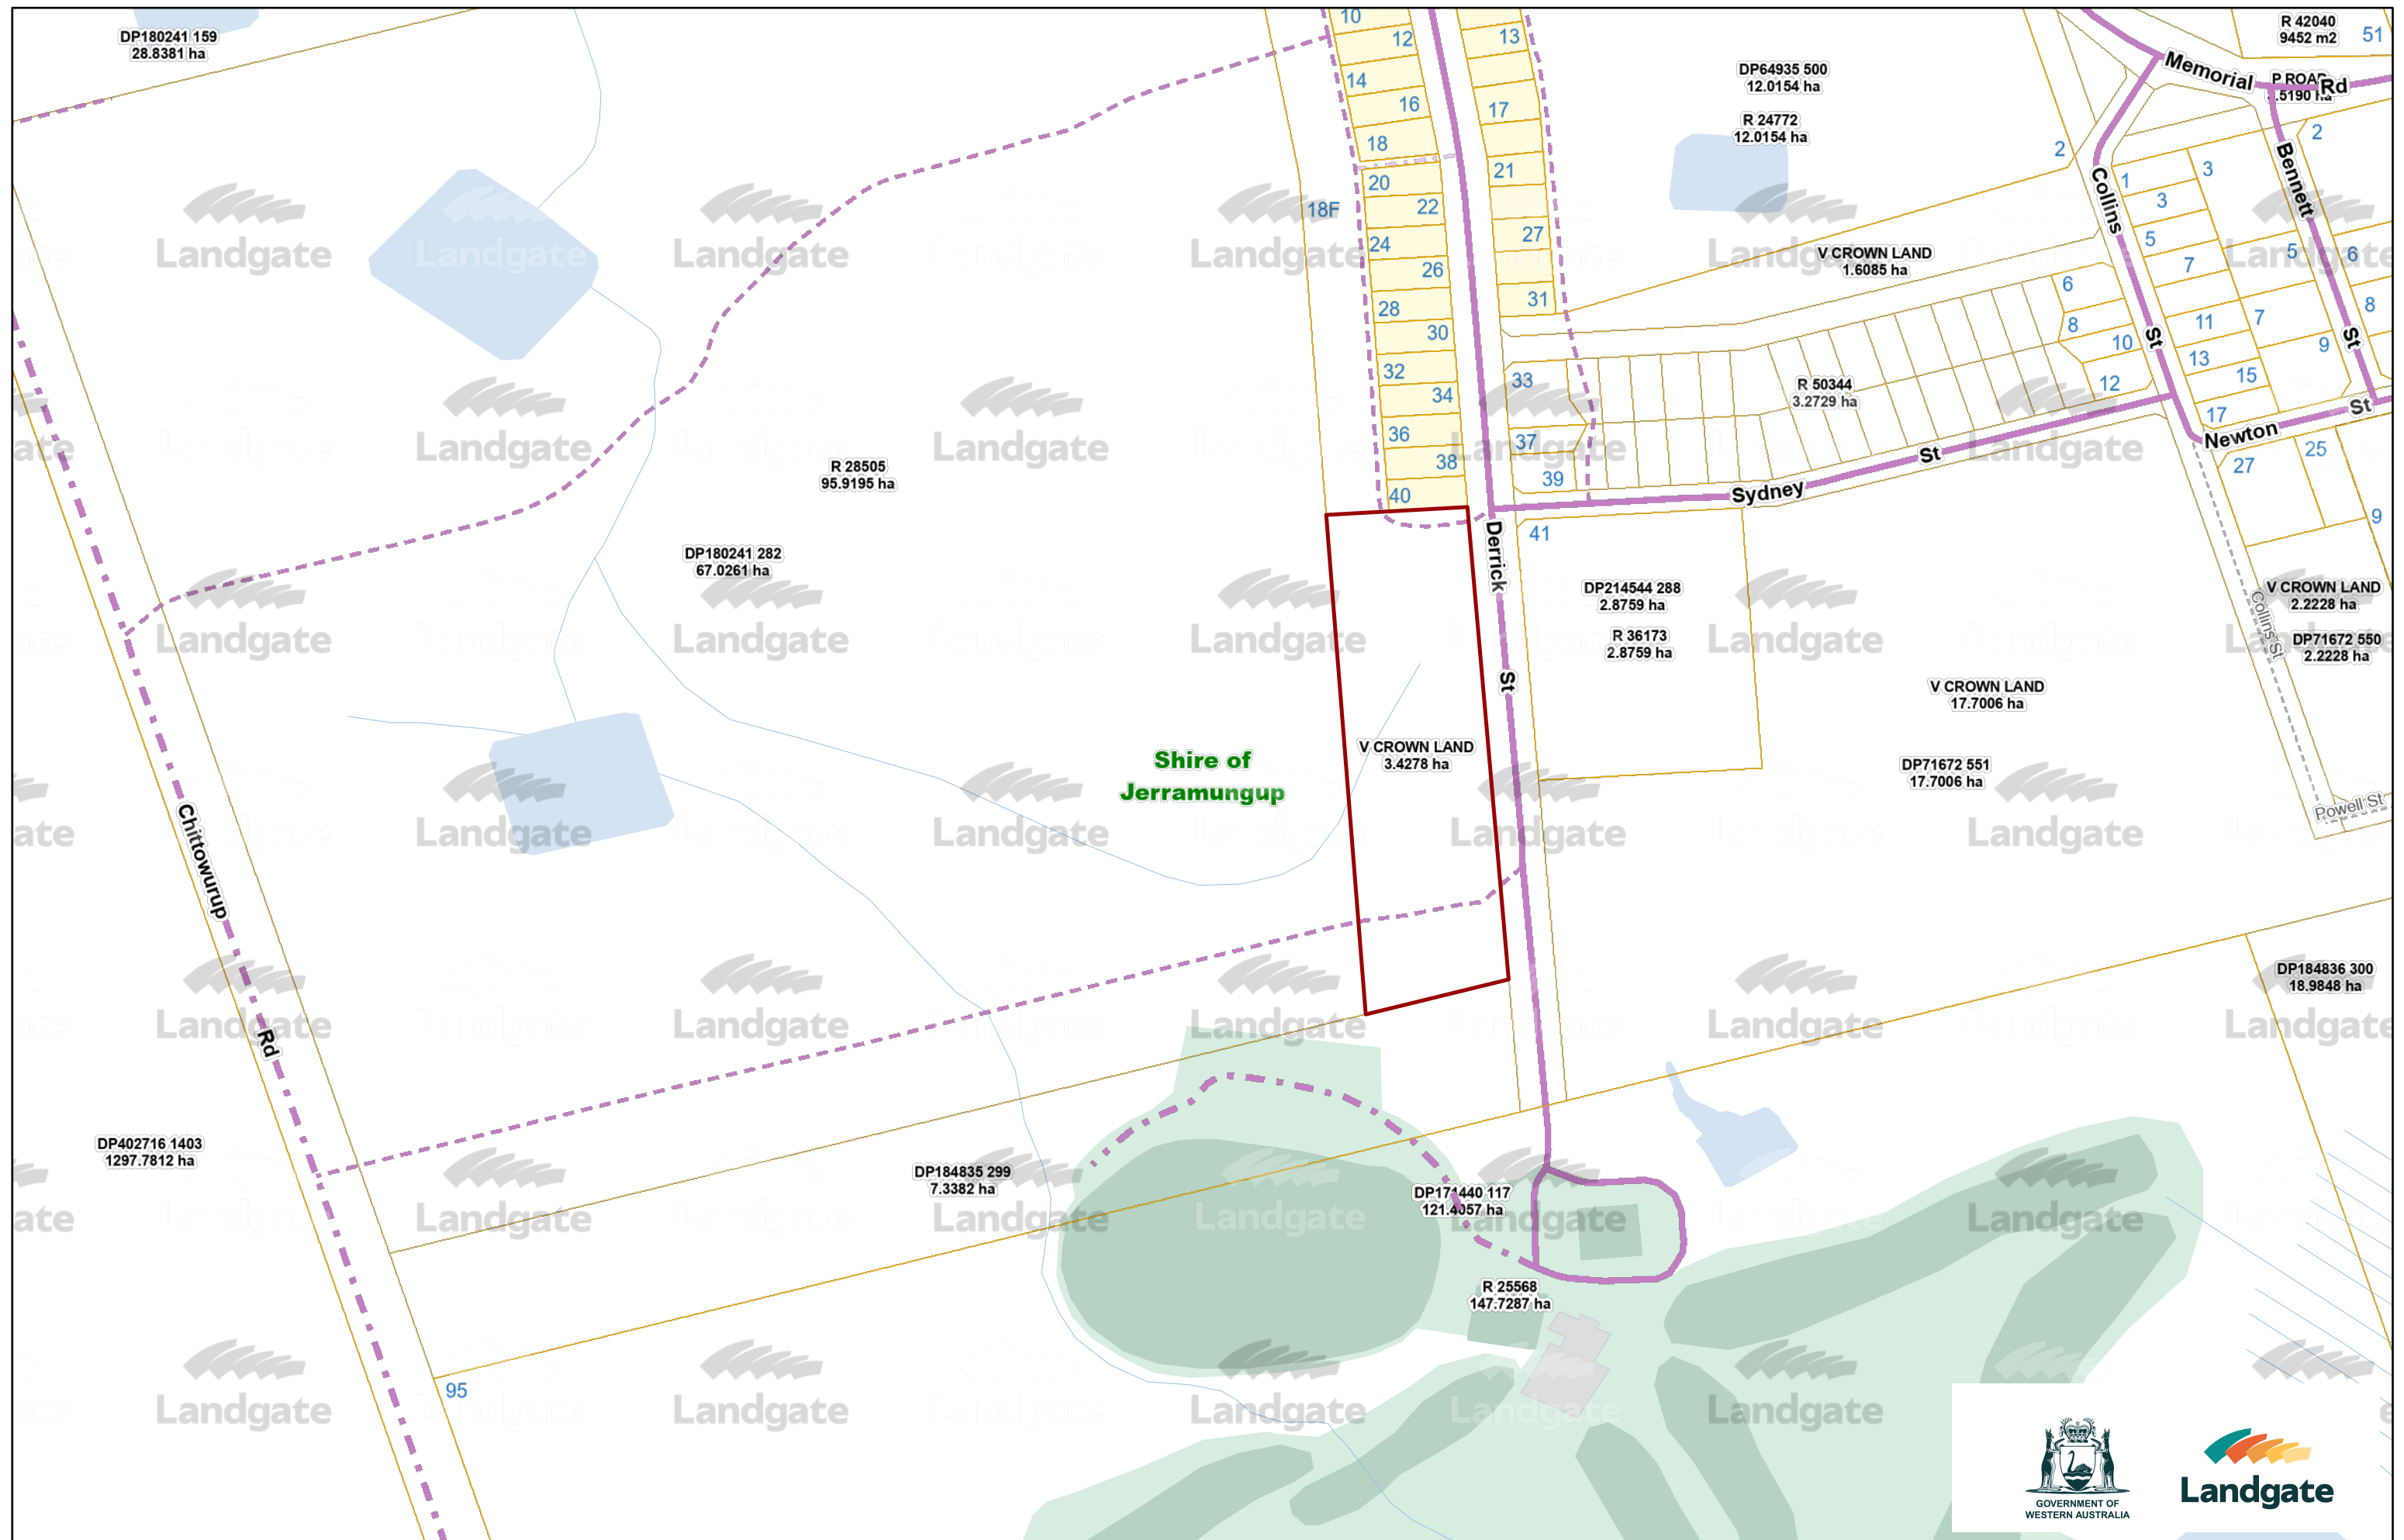 DP180241 159
28.8381 ha
10
12
14
16
18
18F
20
22
24
26
28
30
32
34
36
38
40
13
17
21
27
31
33
37
39
41
DP64935 500
12.0154 ha
R 24772
12.0154 ha
R 42040
9452 m2
51
Memorial Rd
P ROAD
Collins St
Bennett St
2
2
1
3
3
5
7
11
13
15
17
5
7
9
6
8
6
8
10
12
V CROWN LAND
1.6085 ha
R 50344
3.2729 ha
Sydney St
Newton St
27
25
9
R 28505
95.9195 ha
DP180241 282
67.0261 ha
Derrick St
DP214544 288
2.8759 ha
R 36173
2.8759 ha
V CROWN LAND
2.2228 ha
DP71672 550
2.2228 ha
Collins St
V CROWN LAND
17.7006 ha
DP71672 551
17.7006 ha
Powell St
Shire of
Jerramungup
V CROWN LAND
3.4278 ha
Chittowurup Rd
DP184836 300
18.9848 ha
DP402716 1403
1297.7812 ha
DP184835 299
7.3382 ha
DP171440 117
121.4057 ha
R 25568
147.7287 ha
95
GOVERNMENT OF
WESTERN AUSTRALIA
Landgate